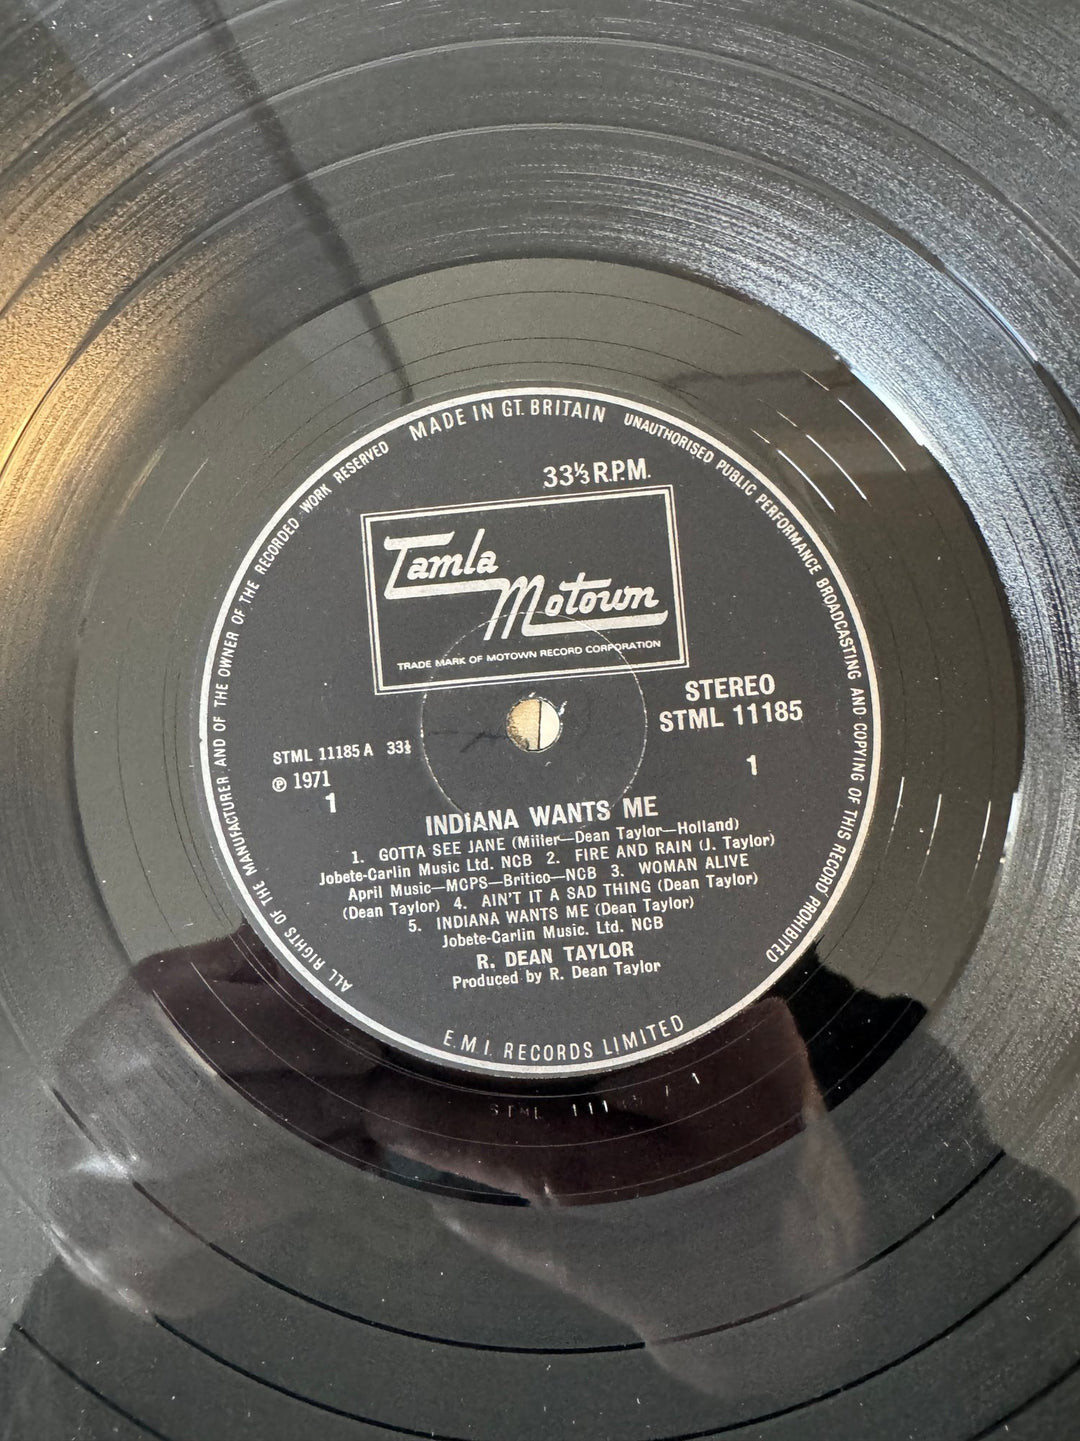 MADE IN GT. BRITAIN
UNAUTHORISED PUBLIC PERFORMANCE BROADCASTING AND COPYING OF THIS RECORD PROHIBITED
ALL RIGHTS OF THE MANUFACTURER AND OF THE OWNER OF THE RECORDED WORK RESERVED
33⅓ R.P.M.
Tamla
Motown
TRADE MARK OF MOTOWN RECORD CORPORATION
STEREO
STML 11185
STML 11185 A 33⅓
℗ 1971
1
1
INDIANA WANTS ME
1. GOTTA SEE JANE (Miller—Dean Taylor—Holland)
Jobete-Carlin Music Ltd. NCB 2. FIRE AND RAIN (J. Taylor)
April Music—MCPS—Britico—NCB 3. WOMAN ALIVE
(Dean Taylor) 4. AIN'T IT A SAD THING (Dean Taylor)
5. INDIANA WANTS ME (Dean Taylor)
Jobete-Carlin Music. Ltd. NCB
R. DEAN TAYLOR
Produced by R. Dean Taylor
E.M.I. RECORDS LIMITED
STML